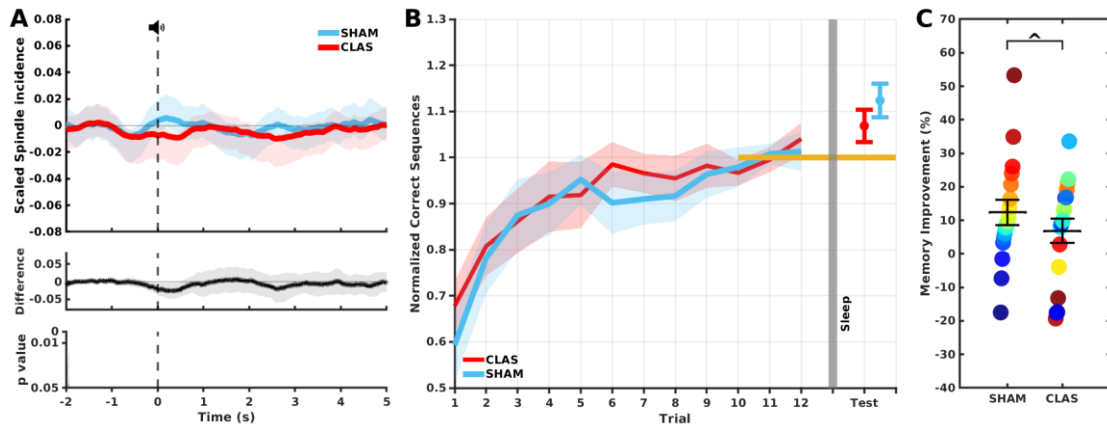 A
0.08
0.06
0.04
0.02
0
-0.02
-0.04
-0.06
-0.08
Scaled Spindle incidence
SHAM
CLAS
0.05
0
-0.05
Difference
0
0.01
0.05
p value
-2 -1 0 1 2 3 4 5
Time (s)
B
1.3
1.2
1.1
1
0.9
0.8
0.7
0.6
0.5
Normalized Correct Sequences
CLAS
SHAM
Sleep
1 2 3 4 5 6 7 8 9 10 11 12 Test
Trial
C
70
60
50
40
30
20
10
0
-10
-20
-30
-40
Memory Improvement (%)
^
SHAM CLAS